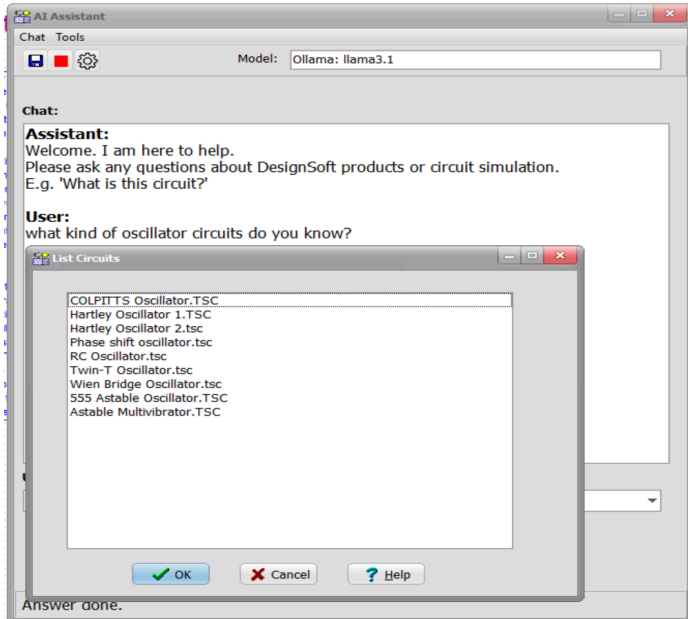 AI Assistant
Chat Tools
Model: Ollama: llama3.1
Chat:
Assistant:
Welcome. I am here to help.
Please ask any questions about DesignSoft products or circuit simulation.
E.g. 'What is this circuit?'
User:
what kind of oscillator circuits do you know?
List Circuits
COLPITTS Oscillator.TSC
Hartley Oscillator 1.TSC
Hartley Oscillator 2.tsc
Phase shift oscillator.tsc
RC Oscillator.tsc
Twin-T Oscillator.tsc
Wien Bridge Oscillator.tsc
555 Astable Oscillator.TSC
Astable Multivibrator.TSC
OK Cancel Help
Answer done.